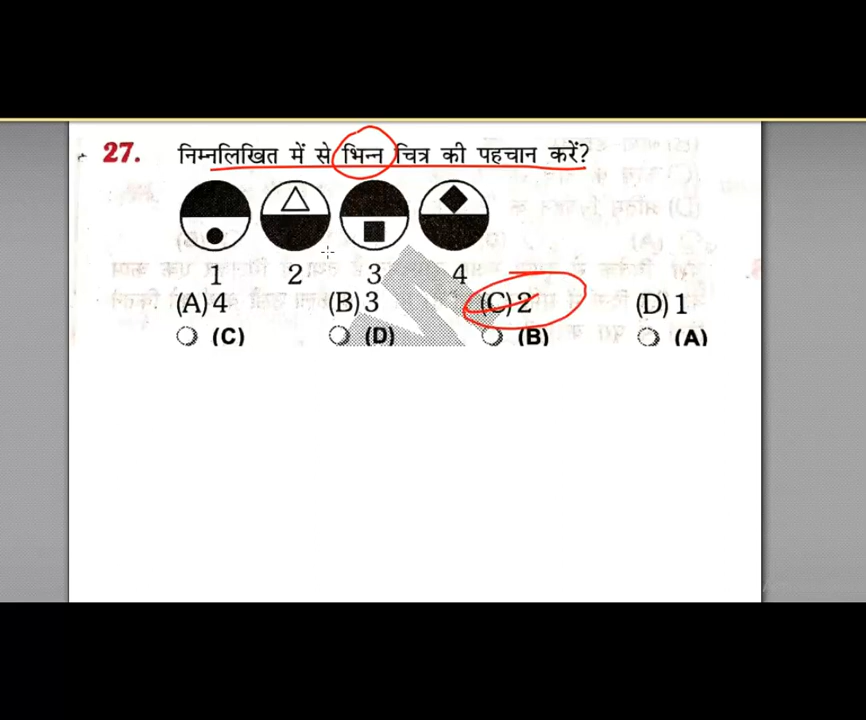 27. निम्नलिखित में से भिन्न चित्र की पहचान करें?
1 2 3 4
(A) 4 (B) 3 (C) 2 (D) 1
(C) (D) (B) (A)